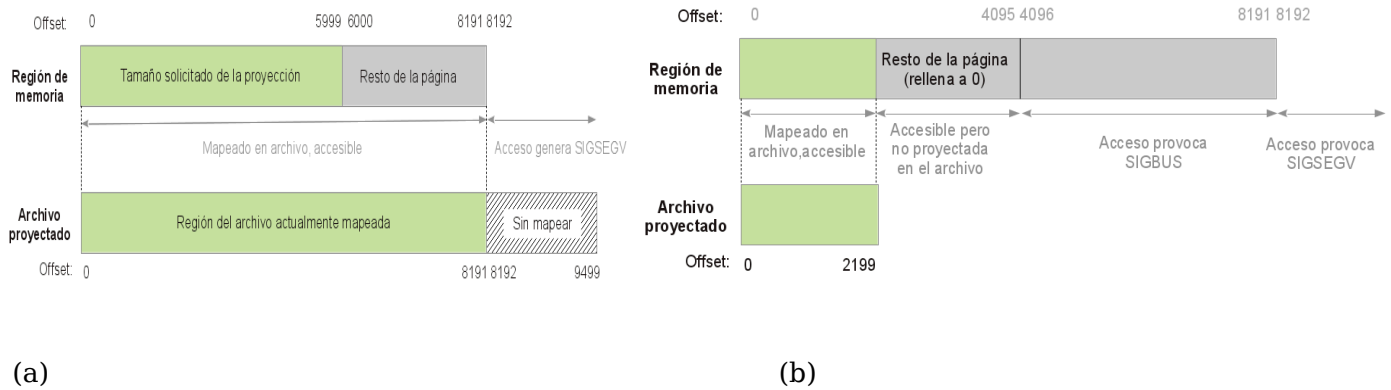 Offset: 0 5999 6000 8191 8192
Región de
memoria
Tamaño solicitado de la proyección
Resto de la página
Mapeado en archivo, accesible
Acceso genera SIGSEGV
Archivo
proyectado
Región del archivo actualmente mapeada
Sin mapear
Offset: 0 8191 8192 9499
(a)
Offset: 0 4095 4096 8191 8192
Región de
memoria
Resto de la página
(rellena a 0)
Mapeado en
archivo,accesible
Accesible pero
no proyectada
en el archivo
Acceso provoca
SIGBUS
Acceso provoca
SIGSEGV
Archivo
proyectado
Offset: 0 2199
(b)